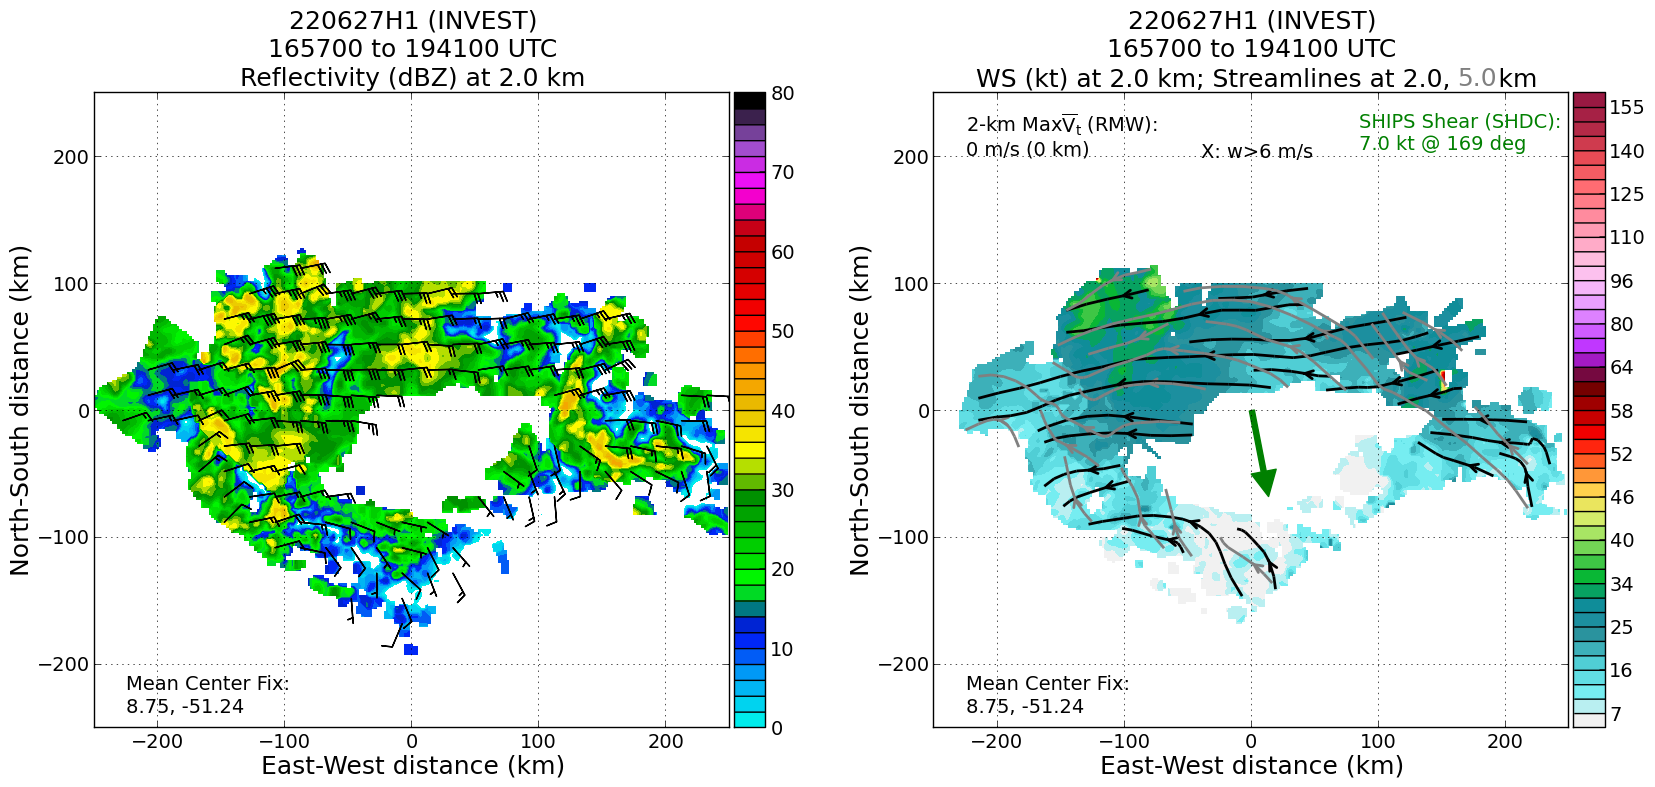 220627H1 (INVEST)
165700 to 194100 UTC
Reflectivity (dBZ) at 2.0 km
North-South distance (km)
200
100
0
−100
−200
−200
−100
0
100
200
East-West distance (km)
Mean Center Fix:
8.75, -51.24
80
70
60
50
40
30
20
10
0
220627H1 (INVEST)
165700 to 194100 UTC
WS (kt) at 2.0 km; Streamlines at 2.0, 5.0km
2-km MaxV̅t (RMW):
0 m/s (0 km)
X: w>6 m/s
SHIPS Shear (SHDC):
7.0 kt @ 169 deg
North-South distance (km)
200
100
0
−100
−200
−200
−100
0
100
200
East-West distance (km)
Mean Center Fix:
8.75, -51.24
155
140
125
110
96
80
64
58
52
46
40
34
25
16
7